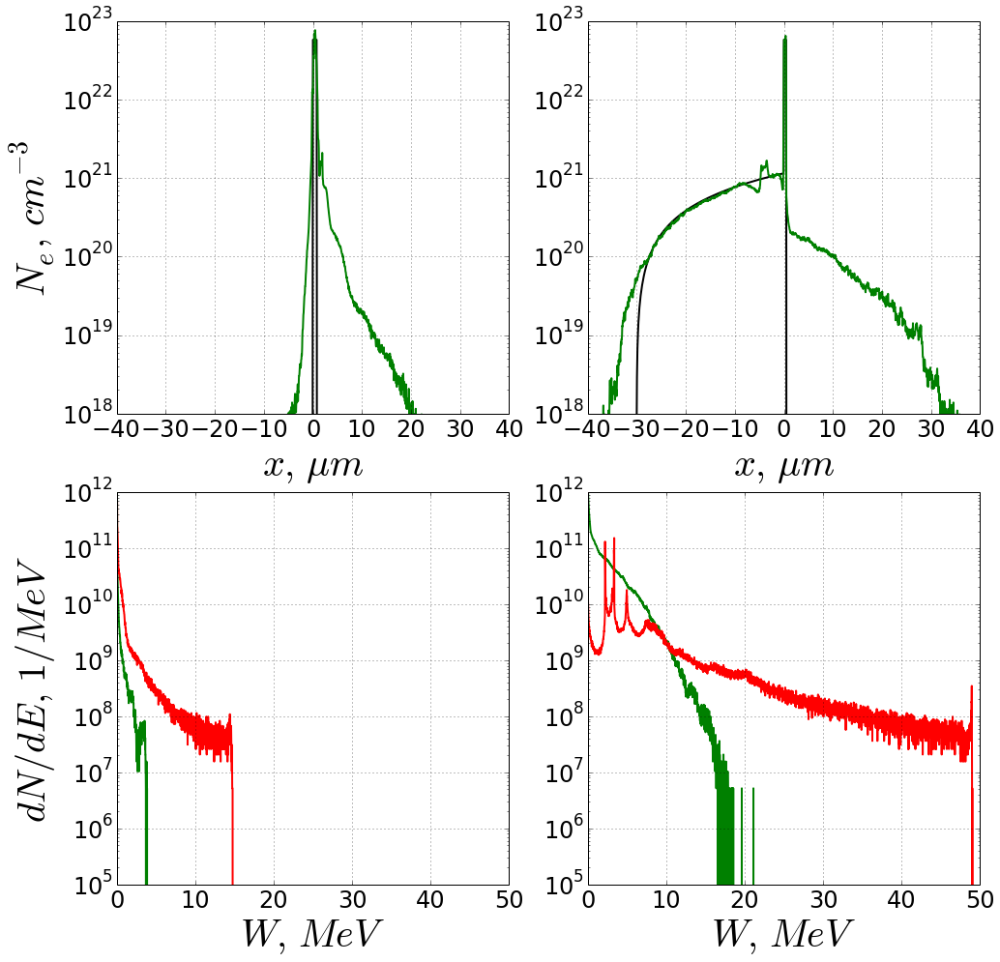 10^23 10^23
10^22 10^22
10^21 10^21
10^20 10^20
10^19 10^19
10^18 10^18
N_e, cm^−3
−40 −30 −20 −10 0 10 20 30 40 −40 −30 −20 −10 0 10 20 30 40
x, μm x, μm
10^12 10^12
10^11 10^11
10^10 10^10
10^9 10^9
10^8 10^8
10^7 10^7
10^6 10^6
10^5 10^5
dN/dE, 1/MeV
0 10 20 30 40 50 0 10 20 30 40 50
W, MeV W, MeV